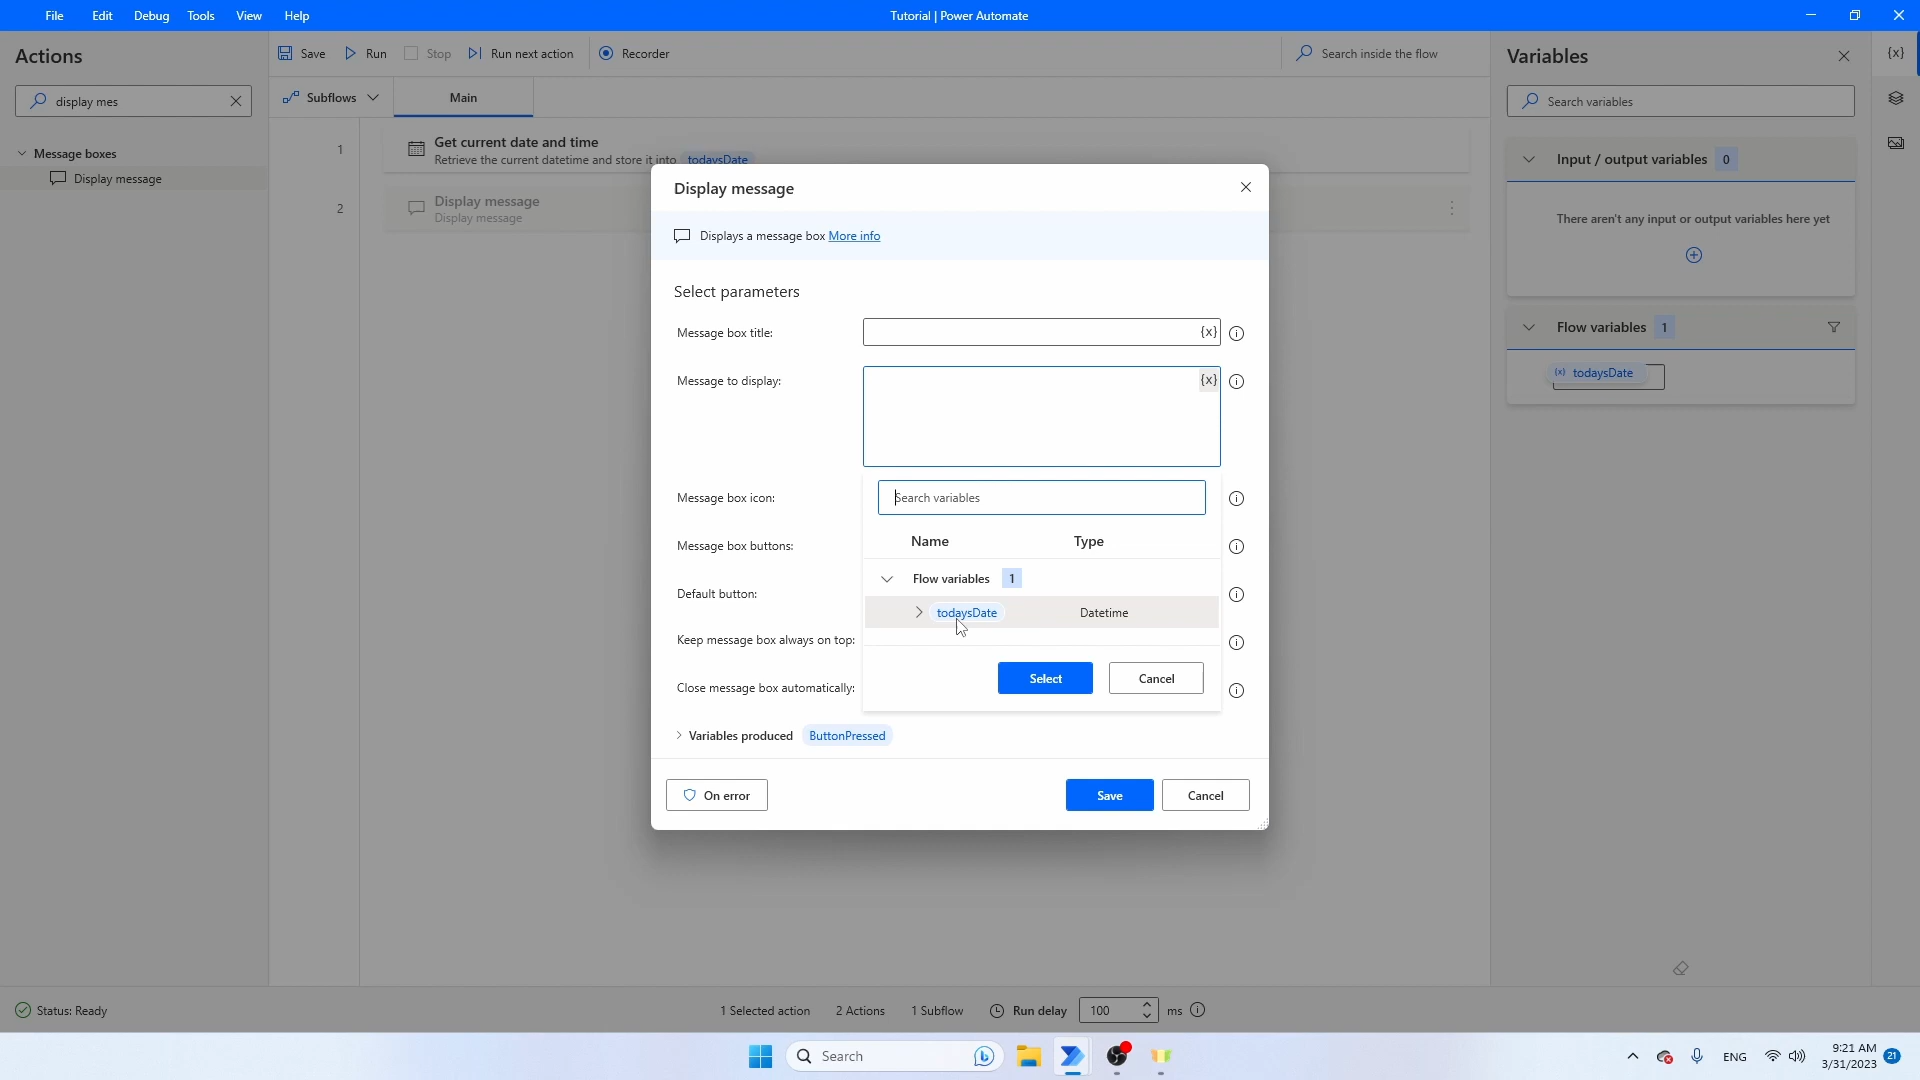 File Edit Debug Tools View Help
Tutorial | Power Automate
Actions
display mes
Message boxes
Display message
Save Run Stop Run next action Recorder
Search inside the flow
Subflows Main
1
Get current date and time
Retrieve the current datetime and store it into todaysDate
2
Display message
Display message
Display message
Displays a message box More info
Select parameters
Message box title: {x}
Message to display: {x}
Message box icon:
Search variables
Name Type
Message box buttons:
Flow variables 1
Default button:
todaysDate Datetime
Keep message box always on top:
Select Cancel
Close message box automatically:
Variables produced ButtonPressed
On error Save Cancel
Variables
{x}
Search variables
Input / output variables 0
There aren't any input or output variables here yet
Flow variables 1
(x) todaysDate
Status: Ready
1 Selected action 2 Actions 1 Subflow Run delay 100 ms
Search
ENG
9:21 AM
3/31/2023
21